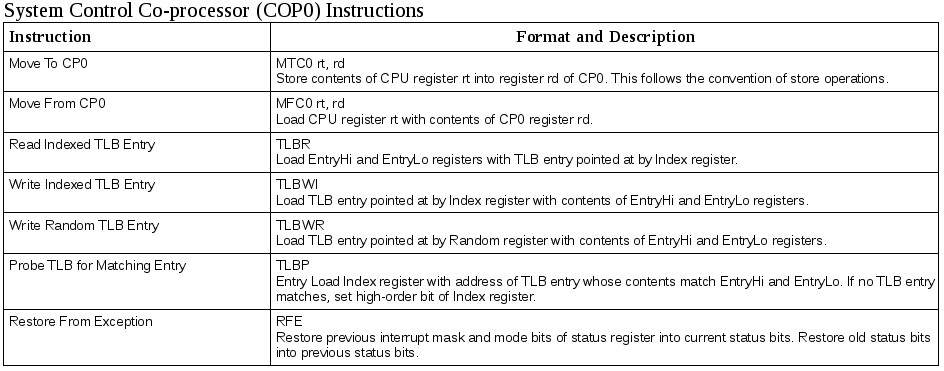 System Control Co-processor (COP0) Instructions
Instruction Format and Description
Move To CP0 MTC0 rt, rd
Store contents of CPU register rt into register rd of CP0. This follows the convention of store operations.
Move From CP0 MFC0 rt, rd
Load CPU register rt with contents of CP0 register rd.
Read Indexed TLB Entry TLBR
Load EntryHi and EntryLo registers with TLB entry pointed at by Index register.
Write Indexed TLB Entry TLBWI
Load TLB entry pointed at by Index register with contents of EntryHi and EntryLo registers.
Write Random TLB Entry TLBWR
Load TLB entry pointed at by Random register with contents of EntryHi and EntryLo registers.
Probe TLB for Matching Entry TLBP
Entry Load Index register with address of TLB entry whose contents match EntryHi and EntryLo. If no TLB entry
matches, set high-order bit of Index register.
Restore From Exception RFE
Restore previous interrupt mask and mode bits of status register into current status bits. Restore old status bits
into previous status bits.